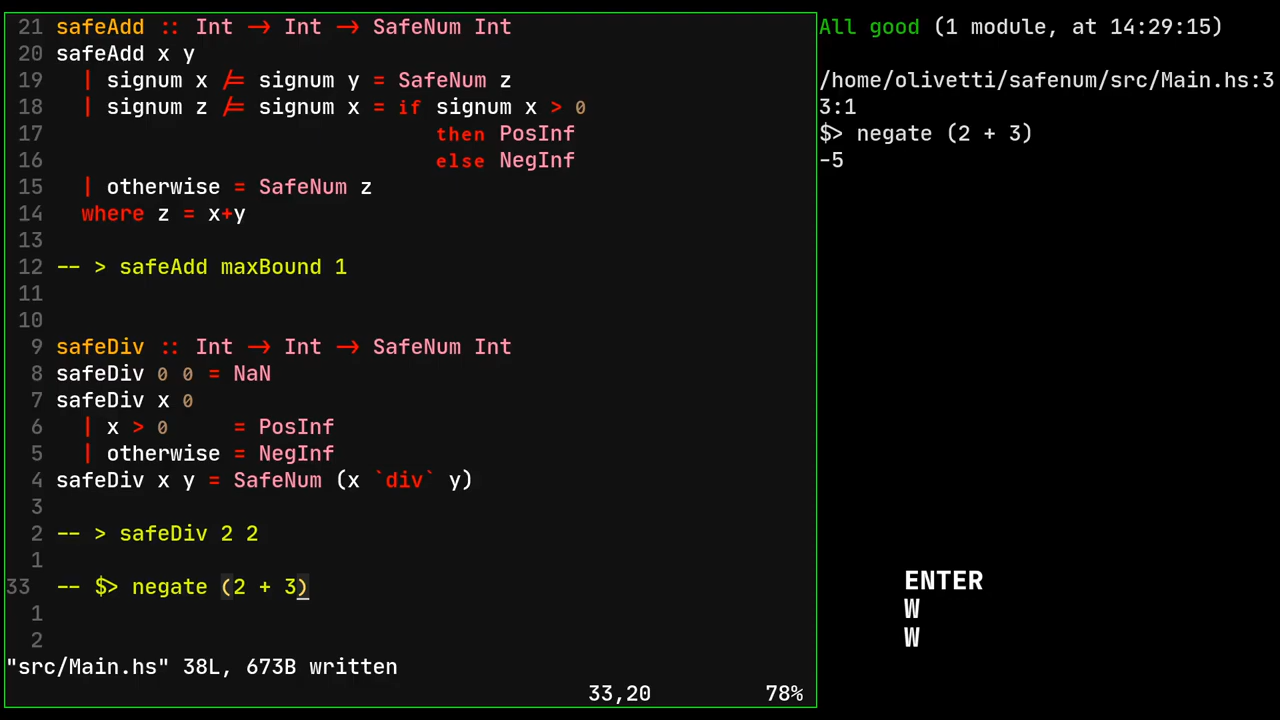 21 safeAdd :: Int -> Int -> SafeNum Int
20 safeAdd x y
19   | signum x /= signum y = SafeNum z
18   | signum z /= signum x = if signum x > 0
17                               then PosInf
16                               else NegInf
15   | otherwise = SafeNum z
14   where z = x+y
13
12 -- > safeAdd maxBound 1
11
10
9 safeDiv :: Int -> Int -> SafeNum Int
8 safeDiv 0 0 = NaN
7 safeDiv x 0
6   | x > 0     = PosInf
5   | otherwise = NegInf
4 safeDiv x y = SafeNum (x `div` y)
3
2 -- > safeDiv 2 2
1
33 -- $> negate (2 + 3)
1
2
"src/Main.hs" 38L, 673B written
33,20 78%
All good (1 module, at 14:29:15)
/home/olivetti/safenum/src/Main.hs:3
3:1
$> negate (2 + 3)
-5
ENTER
W
W